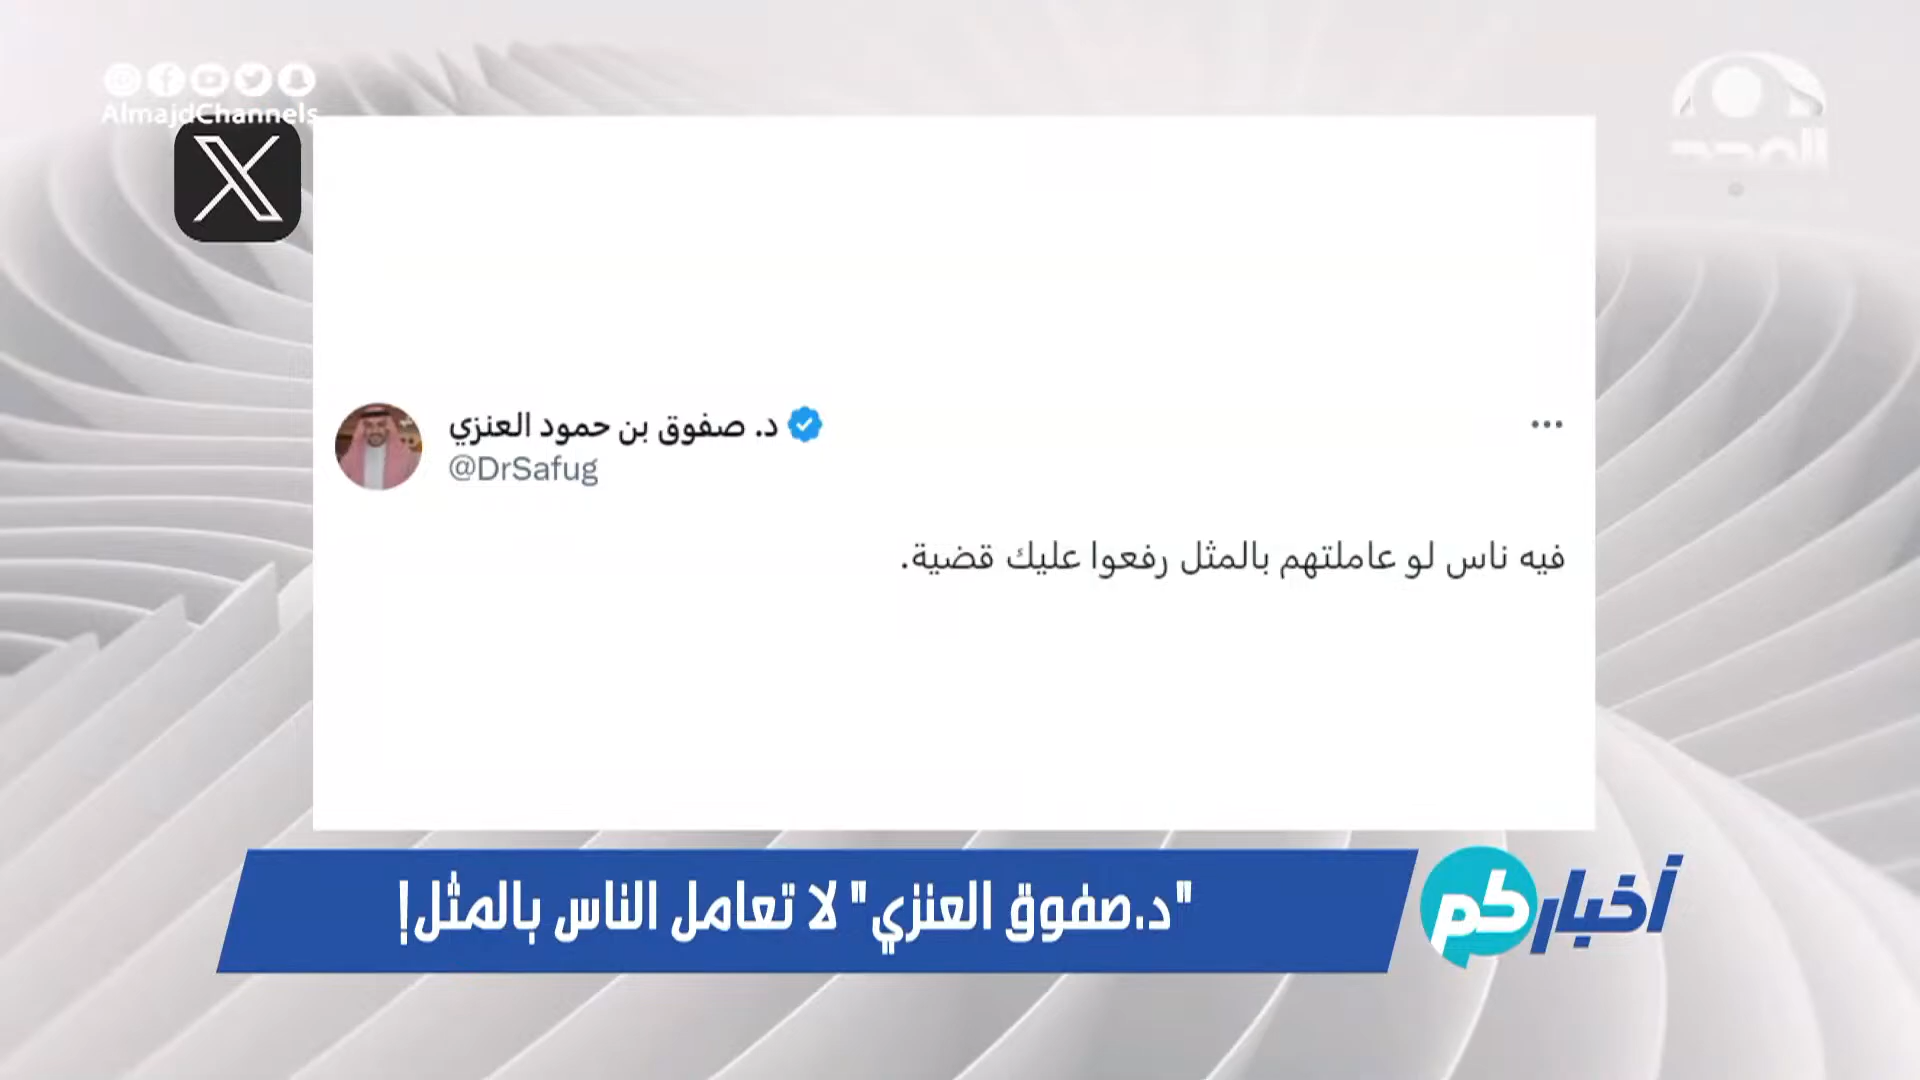 AlmajdChannels
المجد
د. صفوق بن حمود العنزي
@DrSafug
فيه ناس لو عاملتهم بالمثل رفعوا عليك قضية.
"د.صفوق العنزي" لا تعامل الناس بالمثل!
أخباركم